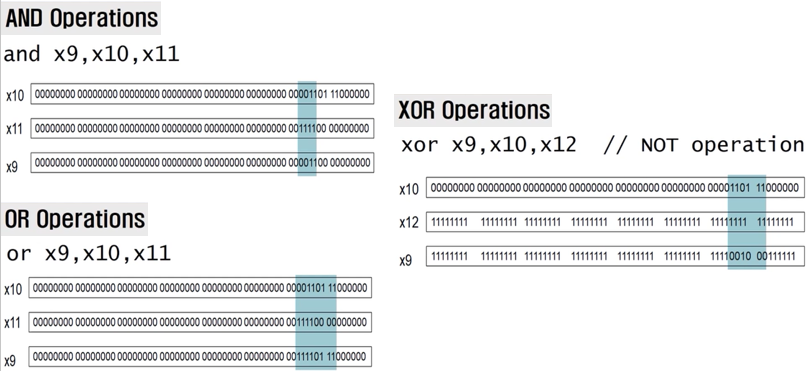 AND Operations
and x9,x10,x11
x10 00000000 00000000 00000000 00000000 00000000 00000000 00001101 11000000
x11 00000000 00000000 00000000 00000000 00000000 00000000 00111100 00000000
x9 00000000 00000000 00000000 00000000 00000000 00000000 00001100 00000000
OR Operations
or x9,x10,x11
x10 00000000 00000000 00000000 00000000 00000000 00000000 00001101 11000000
x11 00000000 00000000 00000000 00000000 00000000 00000000 00111100 00000000
x9 00000000 00000000 00000000 00000000 00000000 00000000 00111101 11000000
XOR Operations
xor x9,x10,x12 // NOT operation
x10 00000000 00000000 00000000 00000000 00000000 00000000 00001101 11000000
x12 11111111 11111111 11111111 11111111 11111111 11111111 11111111 11111111
x9 11111111 11111111 11111111 11111111 11111111 11111111 11110010 00111111